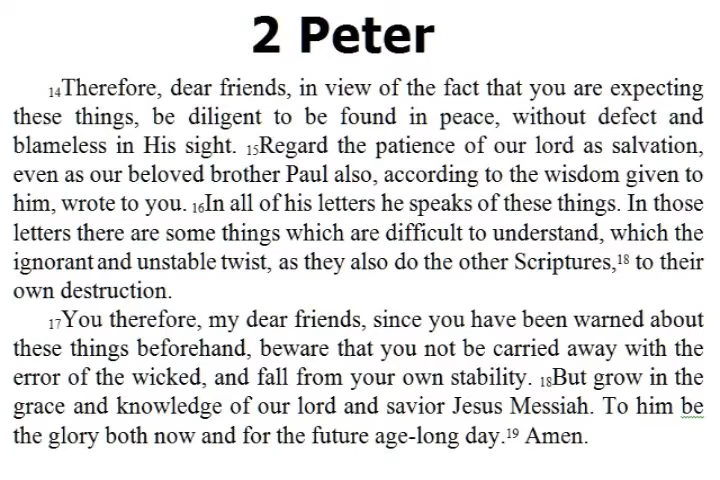 2 Peter
14Therefore, dear friends, in view of the fact that you are expecting
these things, be diligent to be found in peace, without defect and
blameless in His sight. 15Regard the patience of our lord as salvation,
even as our beloved brother Paul also, according to the wisdom given to
him, wrote to you. 16In all of his letters he speaks of these things. In those
letters there are some things which are difficult to understand, which the
ignorant and unstable twist, as they also do the other Scriptures,18 to their
own destruction.
17You therefore, my dear friends, since you have been warned about
these things beforehand, beware that you not be carried away with the
error of the wicked, and fall from your own stability. 18But grow in the
grace and knowledge of our lord and savior Jesus Messiah. To him be
the glory both now and for the future age-long day.19 Amen.